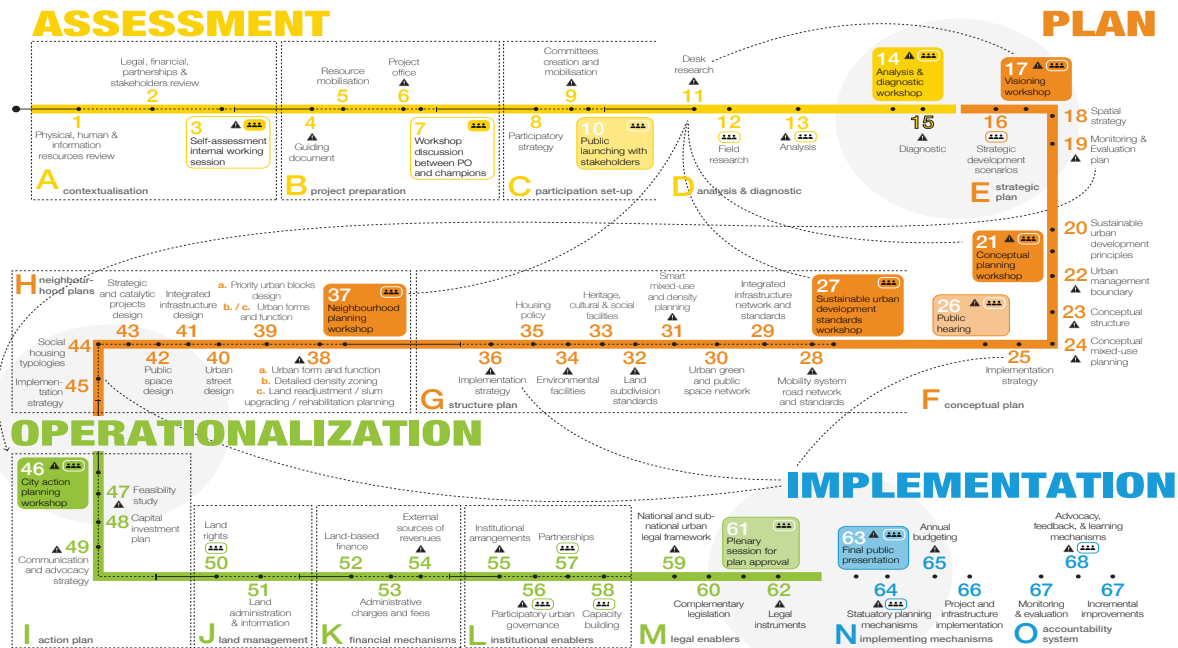 ASSESSMENT
PLAN
Legal, financial,
partnerships &
stakeholders review
2
1
Physical, human &
information
resources review
3
Self-assessment
internal working
session
A contextualisation
Resource
mobilisation
5
Project
office
6
4
Guiding
document
7
Workshop
discussion
between PO
and champions
B project preparation
Committees
creation and
mobilisation
9
8
Participatory
strategy
10
Public
launching with
stakeholders
C participation set-up
Desk
research
11
12
Field
research
13
Analysis
14
Analysis &
diagnostic
workshop
15
Diagnostic
D analysis & diagnostic
17
Visioning
workshop
16
Strategic
development
scenarios
E strategic
plan
18 Spatial
strategy
19 Monitoring &
Evaluation
plan
20 Sustainable
urban
development
principles
21
Conceptual
planning
workshop
22 Urban
management
boundary
23 Conceptual
structure
24 Conceptual
mixed-use
planning
26
Public
hearing
25
Implementation
strategy
F conceptual plan
27
Sustainable urban
development
standards
workshop
28
Mobility system
road network
and standards
Integrated
infrastructure
network and
standards
29
30
Urban green
and public
space network
Smart
mixed-use
and density
planning
31
32
Land
subdivision
standards
Heritage,
cultural & social
facilities
33
34
Environmental
facilities
Housing
policy
35
36
Implementation
strategy
G structure plan
H neighbour-
hood plans
37
Neighbourhood
planning
workshop
38
a. Urban form and function
b. Detailed density zoning
c. Land readjustment / slum
upgrading / rehabilitation planning
a. Priority urban blocks
design
b. / c. Urban forms
and function
39
40
Urban
street
design
Integrated
infrastructure
design
41
42
Public
space
design
Strategic
and catalytic
projects
design
43
Social
housing
typologies
44
Implemen-
tation
strategy
45
OPERATIONALIZATION
46
City action
planning
workshop
47 Feasibility
study
48 Capital
investment
plan
49
Communication
and advocacy
strategy
I action plan
Land
rights
50
51
Land
administration
& information
J land management
Land-based
finance
52
53
Administrative
charges and fees
External
sources of
revenues
54
K financial mechanisms
Institutional
arrangements
55
56
Participatory urban
governance
Partnerships
57
58
Capacity
building
L institutional enablers
National and sub-
national urban
legal framework
59
60
Complementary
legislation
61
Plenary
session for
plan approval
62
Legal
instruments
M legal enablers
IMPLEMENTATION
63
Final public
presentation
64
Statuatory planning
mechanisms
Annual
budgeting
65
66
Project and
infrastructure
implementation
N implementing mechanisms
67
Monitoring
& evaluation
Advocacy,
feedback, & learning
mechanisms
68
67
Incremental
improvements
O accountability
system